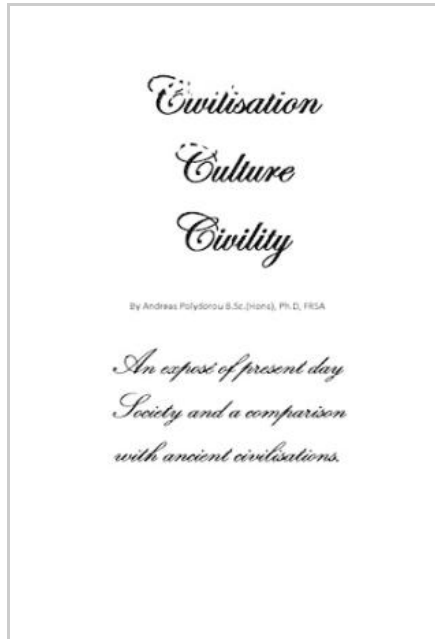 Civilisation
Culture
Civility
By Andreas Polydorou B.Sc.(Hons), Ph.D, FRSA
An exposé of present day
Society and a comparison
with ancient civilisations.